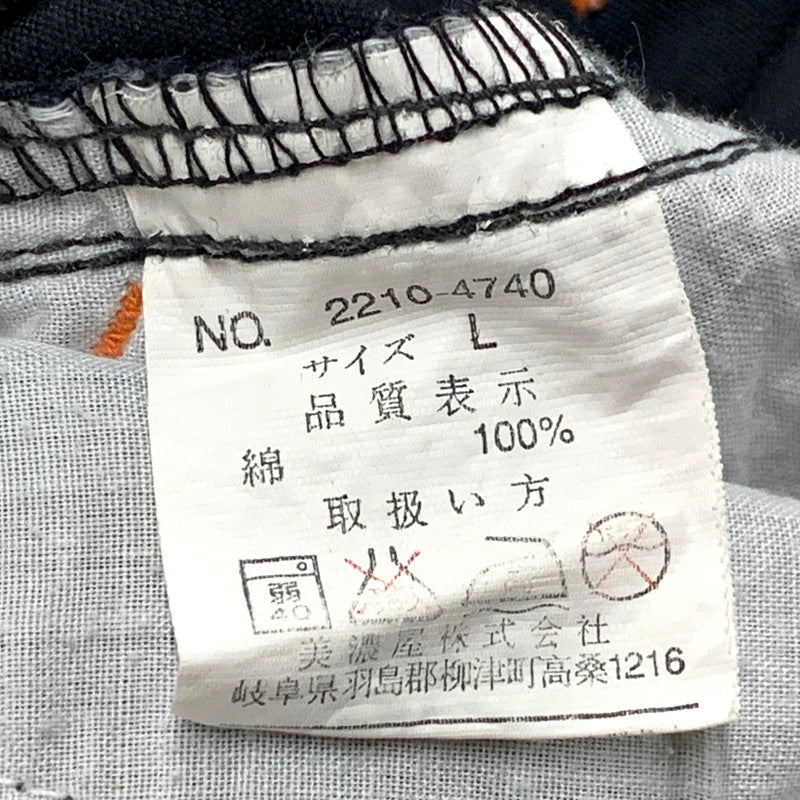 NO. 2210-4740
サイズ L
品質表示
綿 100%
取扱い方
弱
40
美濃屋株式会社
岐阜県羽島郡柳津町高桑1216